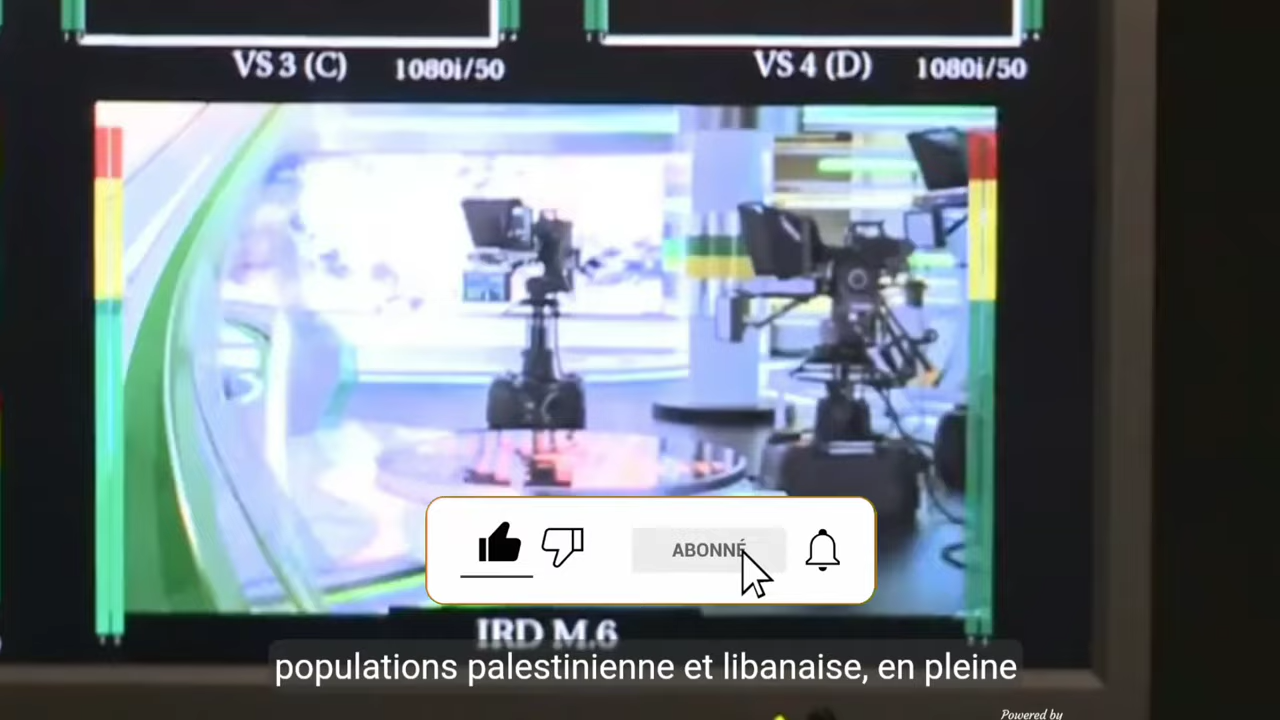 VS 3 (C) 1080i/50 VS 4 (D) 1080i/50
ABONNÉ
IRD M.6
populations palestinienne et libanaise, en pleine
Powered by